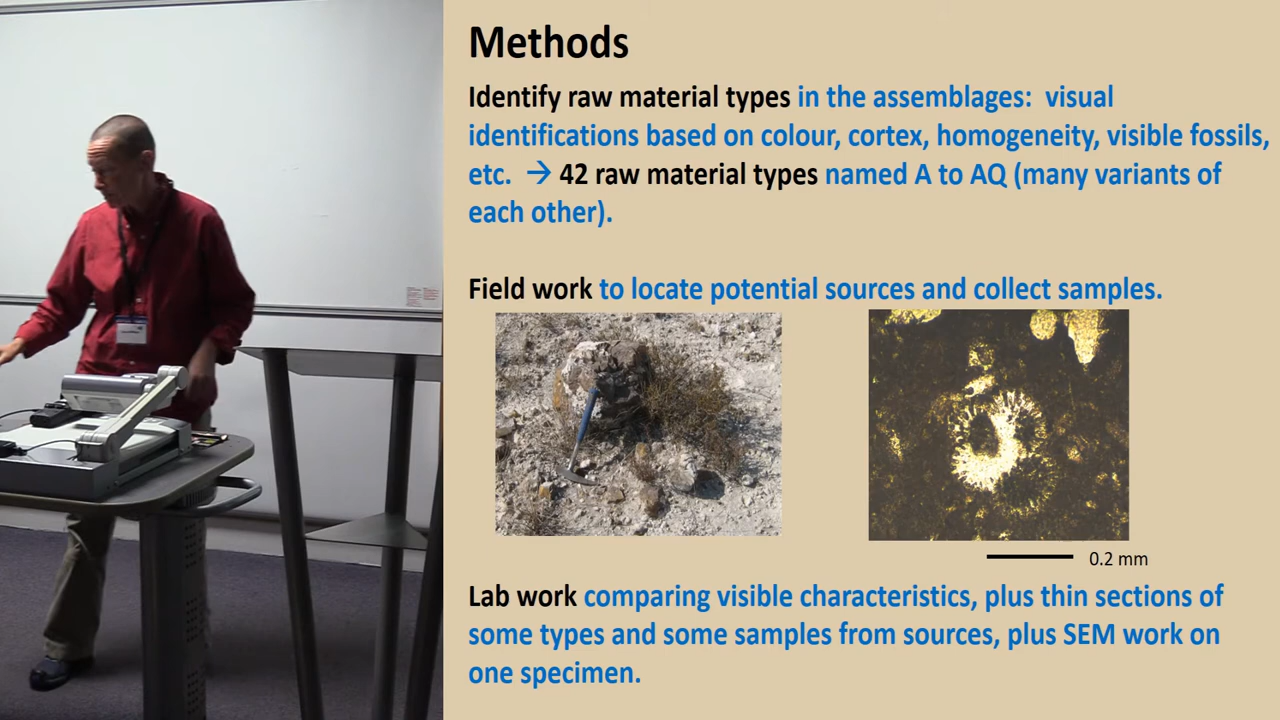 Methods
Identify raw material types in the assemblages: visual
identifications based on colour, cortex, homogeneity, visible fossils,
etc. → 42 raw material types named A to AQ (many variants of
each other).
Field work to locate potential sources and collect samples.
0.2 mm
Lab work comparing visible characteristics, plus thin sections of
some types and some samples from sources, plus SEM work on
one specimen.